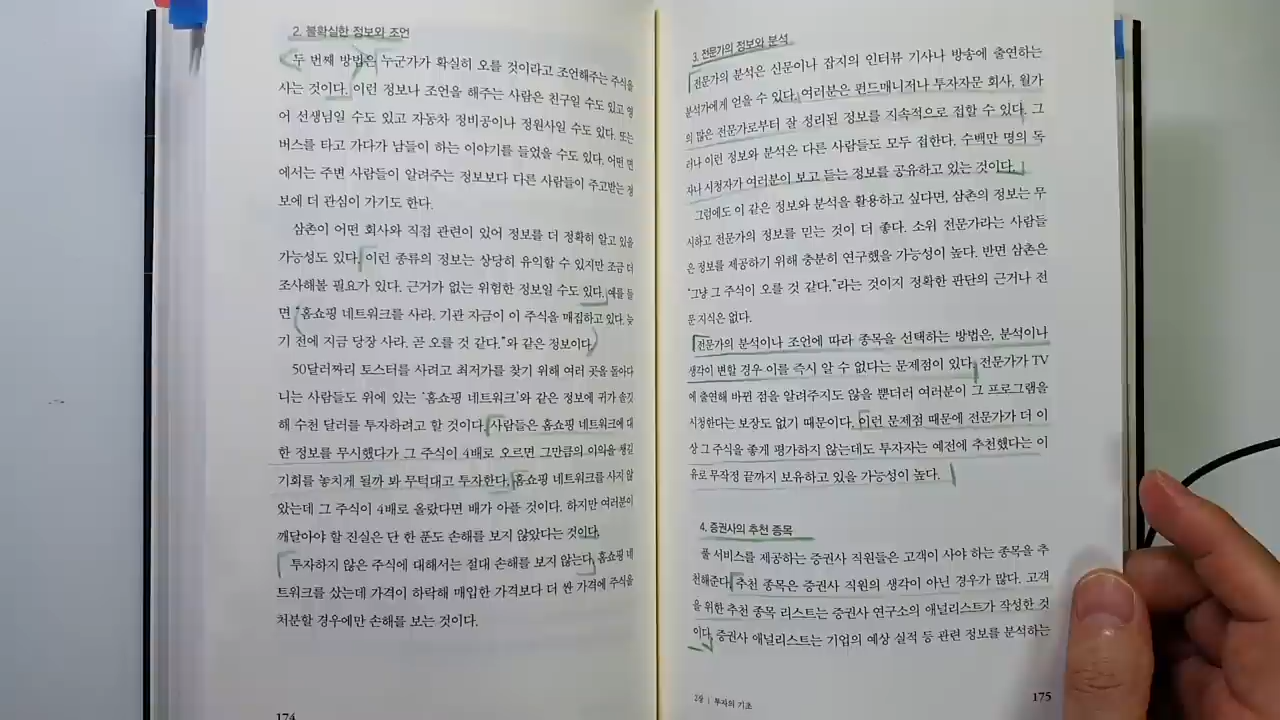 2. 불확실한 정보와 조언
두 번째 방법은 누군가가 확실히 오를 것이라고 조언해주는 주식을
사는 것이다. 이런 정보나 조언을 해주는 사람은 친구일 수도 있고 영
어 선생님일 수도 있고 자동차 정비공이나 정원사일 수도 있다. 또는
버스를 타고 가다가 남들이 하는 이야기를 들었을 수도 있다. 어떤 면
에서는 주변 사람들이 알려주는 정보보다 다른 사람들이 주고받는 정
보에 더 관심이 가기도 한다.
삼촌이 어떤 회사와 직접 관련이 있어 정보를 더 정확히 알고 있을
가능성도 있다. 이런 종류의 정보는 상당히 유익할 수 있지만 조금 더
조사해볼 필요가 있다. 근거가 없는 위험한 정보일 수도 있다. 예를 들
면 "홈쇼핑 네트워크를 사라. 기관 자금이 이 주식을 매집하고 있다. 늦
기 전에 지금 당장 사라. 곧 오를 것 같다."와 같은 정보이다.
50달러짜리 토스터를 사려고 최저가를 찾기 위해 여러 곳을 돌아다
니는 사람들도 위에 있는 '홈쇼핑 네트워크'와 같은 정보에 귀가 솔깃
해 수천 달러를 투자하려고 할 것이다. 사람들은 홈쇼핑 네트워크에 대
한 정보를 무시했다가 그 주식이 4배로 오르면 그만큼의 이익을 챙길
기회를 놓치게 될까 봐 무턱대고 투자한다. 홈쇼핑 네트워크를 사지 않
았는데 그 주식이 4배로 올랐다면 배가 아플 것이다. 하지만 여러분이
깨달아야 할 진실은 단 한 푼도 손해를 보지 않았다는 것이다.
투자하지 않은 주식에 대해서는 절대 손해를 보지 않는다. 홈쇼핑 네
트워크를 샀는데 가격이 하락해 매입한 가격보다 더 싼 가격에 주식을
처분할 경우에만 손해를 보는 것이다.
174
3. 전문가의 정보와 분석
전문가의 분석은 신문이나 잡지의 인터뷰 기사나 방송에 출연하는
분석가에게 얻을 수 있다. 여러분은 펀드매니저나 투자자문 회사, 월가
의 많은 전문가로부터 잘 정리된 정보를 지속적으로 접할 수 있다. 그
러나 이런 정보와 분석은 다른 사람들도 모두 접한다. 수백만 명의 독
자나 시청자가 여러분이 보고 듣는 정보를 공유하고 있는 것이다.
그럼에도 이 같은 정보와 분석을 활용하고 싶다면, 삼촌의 정보는 무
시하고 전문가의 정보를 믿는 것이 더 좋다. 소위 전문가라는 사람들
은 정보를 제공하기 위해 충분히 연구했을 가능성이 높다. 반면 삼촌은
"그냥 그 주식이 오를 것 같다."라는 것이지 정확한 판단의 근거나 전
문지식은 없다.
전문가의 분석이나 조언에 따라 종목을 선택하는 방법은, 분석이나
생각이 변할 경우 이를 즉시 알 수 없다는 문제점이 있다. 전문가가 TV
에 출연해 바뀐 점을 알려주지도 않을 뿐더러 여러분이 그 프로그램을
시청한다는 보장도 없기 때문이다. 이런 문제점 때문에 전문가가 더 이
상 그 주식을 좋게 평가하지 않는데도 투자자는 예전에 추천했다는 이
유로 무작정 끝까지 보유하고 있을 가능성이 높다.
4. 증권사의 추천 종목
풀 서비스를 제공하는 증권사 직원들은 고객이 사야 하는 종목을 추
천해준다. 추천 종목은 증권사 직원의 생각이 아닌 경우가 많다. 고객
을 위한 추천 종목 리스트는 증권사 연구소의 애널리스트가 작성한 것
이다. 증권사 애널리스트는 기업의 예상 실적 등 관련 정보를 분석하는
2장 | 투자의 기초
175